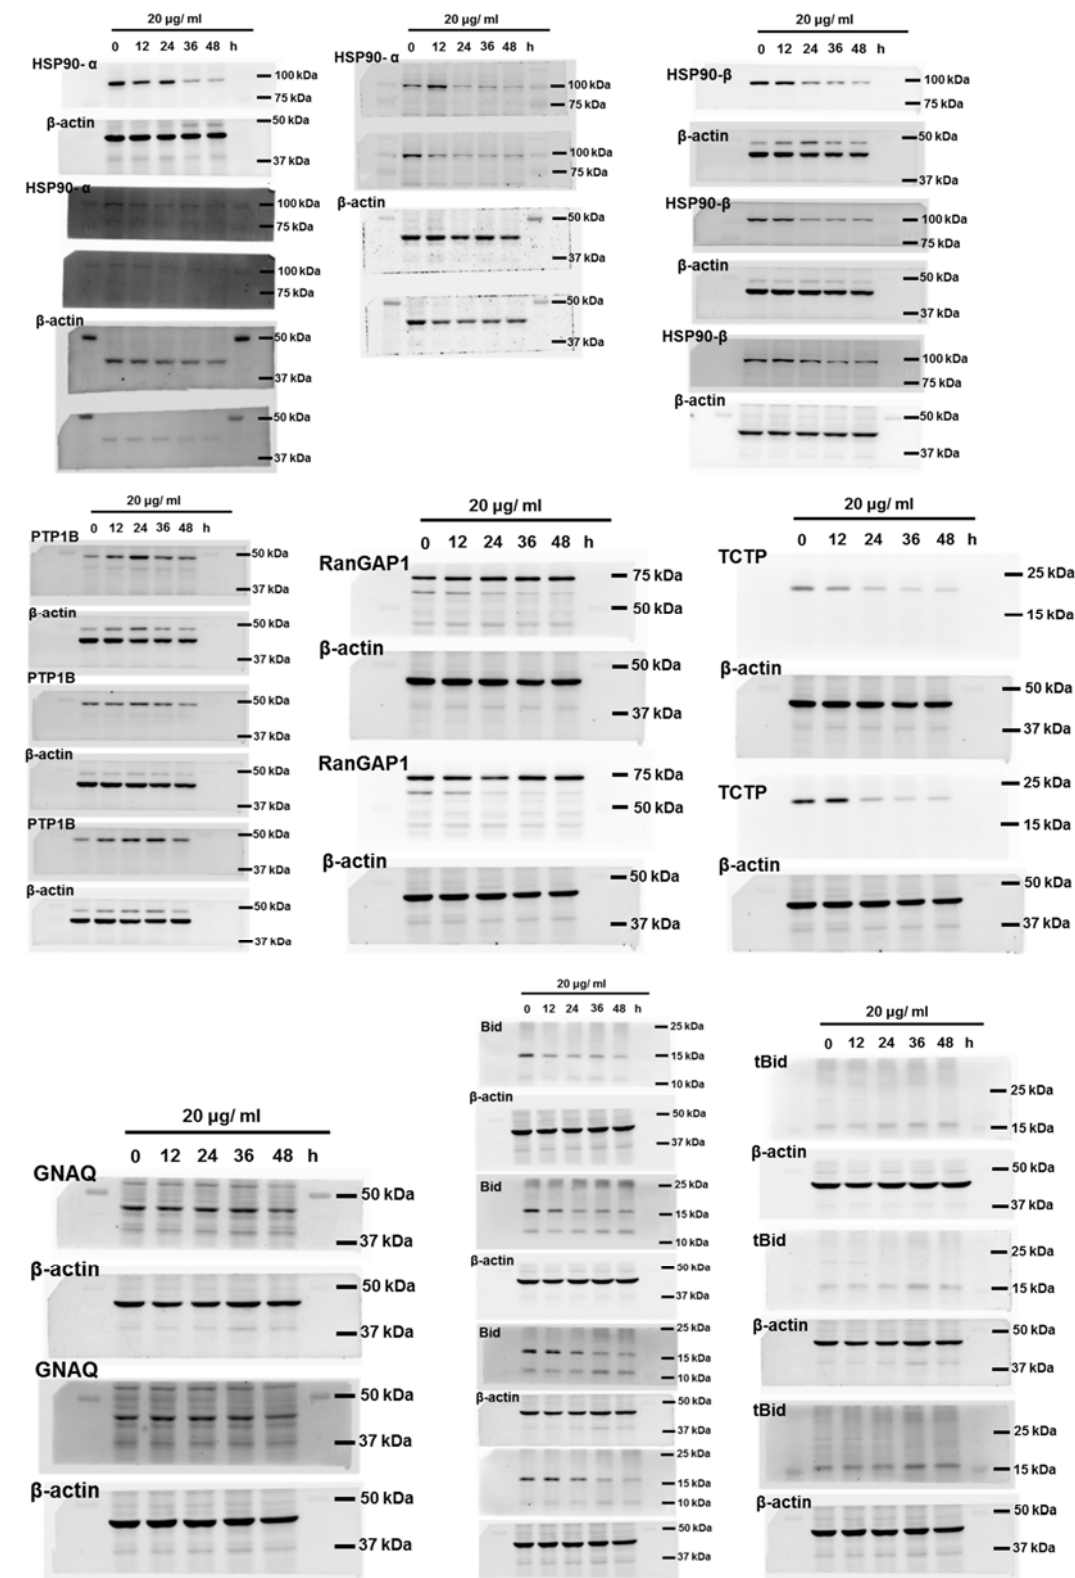 20 µg/ ml
0 12 24 36 48 h
HSP90- α
100 kDa
75 kDa
β-actin
50 kDa
37 kDa
HSP90- α
100 kDa
75 kDa
100 kDa
75 kDa
β-actin
50 kDa
37 kDa
50 kDa
37 kDa
20 µg/ ml
0 12 24 36 48 h
HSP90- α
100 kDa
75 kDa
100 kDa
75 kDa
β-actin
50 kDa
37 kDa
50 kDa
37 kDa
20 µg/ ml
0 12 24 36 48 h
HSP90-β
100 kDa
75 kDa
β-actin
50 kDa
37 kDa
HSP90-β
100 kDa
75 kDa
β-actin
50 kDa
37 kDa
HSP90-β
100 kDa
75 kDa
β-actin
50 kDa
37 kDa
20 µg/ ml
0 12 24 36 48 h
PTP1B
50 kDa
37 kDa
β-actin
50 kDa
37 kDa
PTP1B
50 kDa
37 kDa
β-actin
50 kDa
37 kDa
PTP1B
50 kDa
37 kDa
β-actin
50 kDa
37 kDa
20 µg/ ml
0 12 24 36 48 h
RanGAP1
75 kDa
50 kDa
β-actin
50 kDa
37 kDa
RanGAP1
75 kDa
50 kDa
β-actin
50 kDa
37 kDa
20 µg/ ml
0 12 24 36 48 h
TCTP
25 kDa
15 kDa
β-actin
50 kDa
37 kDa
TCTP
25 kDa
15 kDa
β-actin
50 kDa
37 kDa
20 µg/ ml
0 12 24 36 48 h
GNAQ
50 kDa
37 kDa
β-actin
50 kDa
37 kDa
GNAQ
50 kDa
37 kDa
β-actin
50 kDa
37 kDa
20 µg/ ml
0 12 24 36 48 h
Bid
25 kDa
15 kDa
10 kDa
β-actin
50 kDa
37 kDa
Bid
25 kDa
15 kDa
10 kDa
β-actin
50 kDa
37 kDa
Bid
25 kDa
15 kDa
10 kDa
β-actin
50 kDa
37 kDa
25 kDa
15 kDa
10 kDa
50 kDa
37 kDa
20 µg/ ml
0 12 24 36 48 h
tBid
25 kDa
15 kDa
β-actin
50 kDa
37 kDa
tBid
25 kDa
15 kDa
β-actin
50 kDa
37 kDa
tBid
25 kDa
15 kDa
β-actin
50 kDa
37 kDa